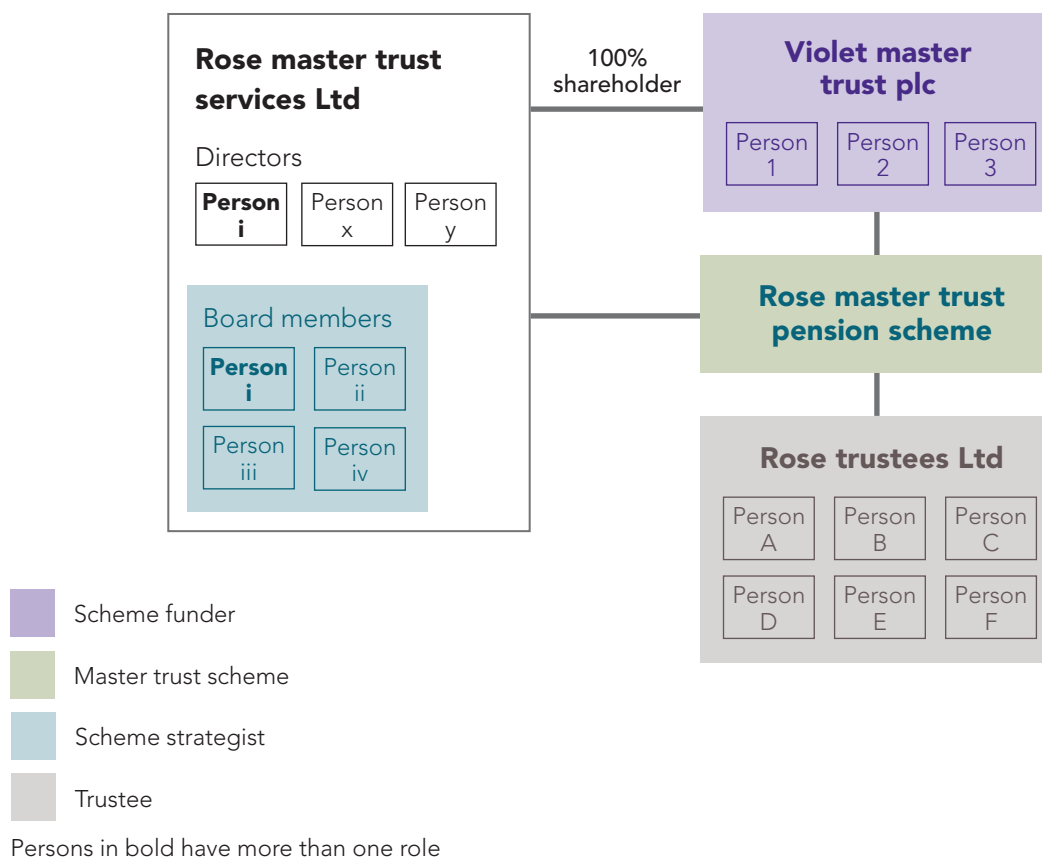 Rose master trust
services Ltd
Directors
Person
i
Person
x
Person
y
Board members
Person
i
Person
ii
Person
iii
Person
iv
100%
shareholder
Violet master
trust plc
Person
1
Person
2
Person
3
Rose master trust
pension scheme
Rose trustees Ltd
Person
A
Person
B
Person
C
Person
D
Person
E
Person
F
Scheme funder
Master trust scheme
Scheme strategist
Trustee
Persons in bold have more than one role